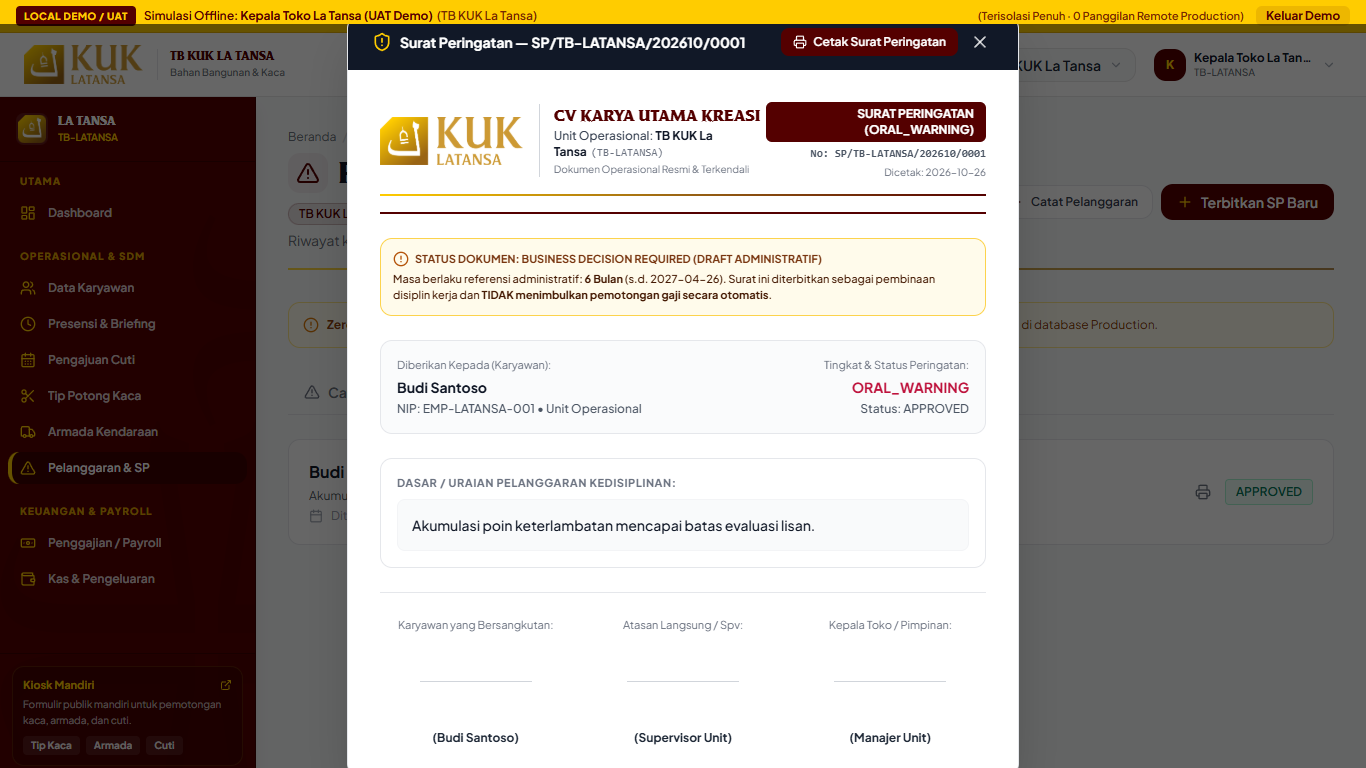 LOCAL DEMO / UAT
Simulasi Offline: Kepala Toko La Tansa (UAT Demo) (TB KUK La Tansa)
(Terisolasi Penuh · 0 Panggilan Remote Production)
Keluar Demo
KUK
LATANSA
TB KUK LA TANSA
Bahan Bangunan & Kaca
KUK La Tansa
K
Kepala Toko La Tan...
TB-LATANSA
LA TANSA
TB-LATANSA
UTAMA
Dashboard
OPERASIONAL & SDM
Data Karyawan
Presensi & Briefing
Pengajuan Cuti
Tip Potong Kaca
Armada Kendaraan
Pelanggaran & SP
KEUANGAN & PAYROLL
Penggajian / Payroll
Kas & Pengeluaran
Kiosk Mandiri
Formulir publik mandiri untuk pemotongan
kaca, armada, dan cuti.
Tip Kaca
Armada
Cuti
Beranda /
TB KUK L
Riwayat k
Catat Pelanggaran
+ Terbitkan SP Baru
Zer
di database Production.
Ca
Budi
Akumu
Dit
APPROVED
Surat Peringatan — SP/TB-LATANSA/202610/0001
Cetak Surat Peringatan
KUK
LATANSA
CV KARYA UTAMA KREASI
Unit Operasional: TB KUK La
Tansa (TB-LATANSA)
Dokumen Operasional Resmi & Terkendali
SURAT PERINGATAN
(ORAL_WARNING)
No: SP/TB-LATANSA/202610/0001
Dicetak: 2026-10-26
STATUS DOKUMEN: BUSINESS DECISION REQUIRED (DRAFT ADMINISTRATIF)
Masa berlaku referensi administratif: 6 Bulan (s.d. 2027-04-26). Surat ini diterbitkan sebagai pembinaan
disiplin kerja dan TIDAK menimbulkan pemotongan gaji secara otomatis.
Diberikan Kepada (Karyawan):
Budi Santoso
NIP: EMP-LATANSA-001 • Unit Operasional
Tingkat & Status Peringatan:
ORAL_WARNING
Status: APPROVED
DASAR / URAIAN PELANGGARAN KEDISIPLINAN:
Akumulasi poin keterlambatan mencapai batas evaluasi lisan.
Karyawan yang Bersangkutan:
Atasan Langsung / Spv:
Kepala Toko / Pimpinan:
(Budi Santoso)
(Supervisor Unit)
(Manajer Unit)